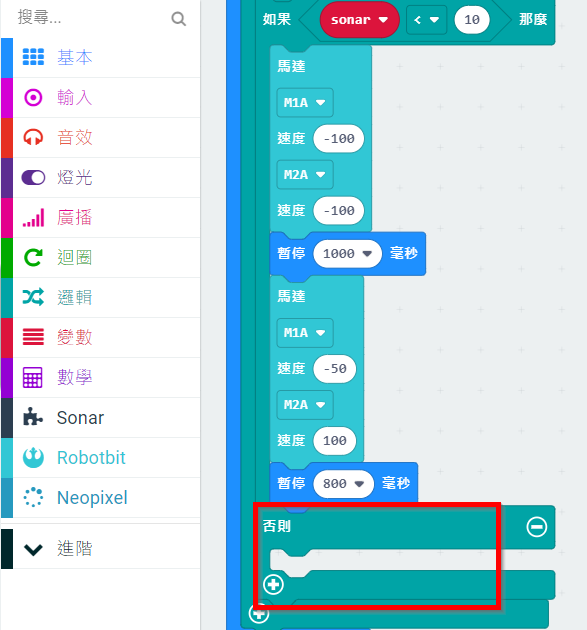 搜尋...
基本
輸入
音效
燈光
廣播
迴圈
邏輯
變數
數學
Sonar
Robotbit
Neopixel
進階
如果 sonar < 10 那麼
馬達
M1A
速度 -100
M2A
速度 -100
暫停 1000 毫秒
馬達
M1A
速度 -50
M2A
速度 100
暫停 800 毫秒
否則